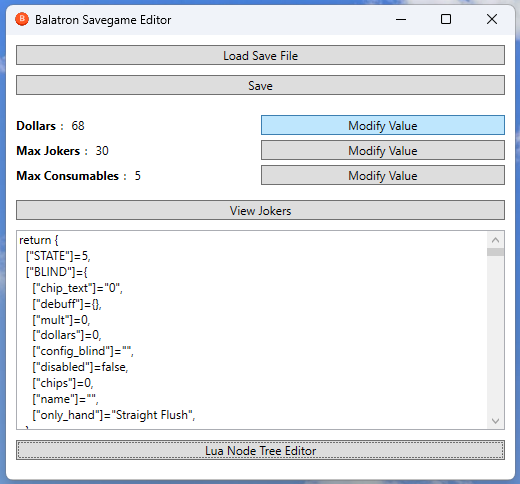 B Balatron Savegame Editor
Load Save File
Save
Dollars : 68 Modify Value
Max Jokers : 30 Modify Value
Max Consumables : 5 Modify Value
View Jokers
return {
["STATE"]=5,
["BLIND"]={
["chip_text"]="0",
["debuff"]={},
["mult"]=0,
["dollars"]=0,
["config_blind"]="",
["disabled"]=false,
["chips"]=0,
["name"]="",
["only_hand"]="Straight Flush",
Lua Node Tree Editor